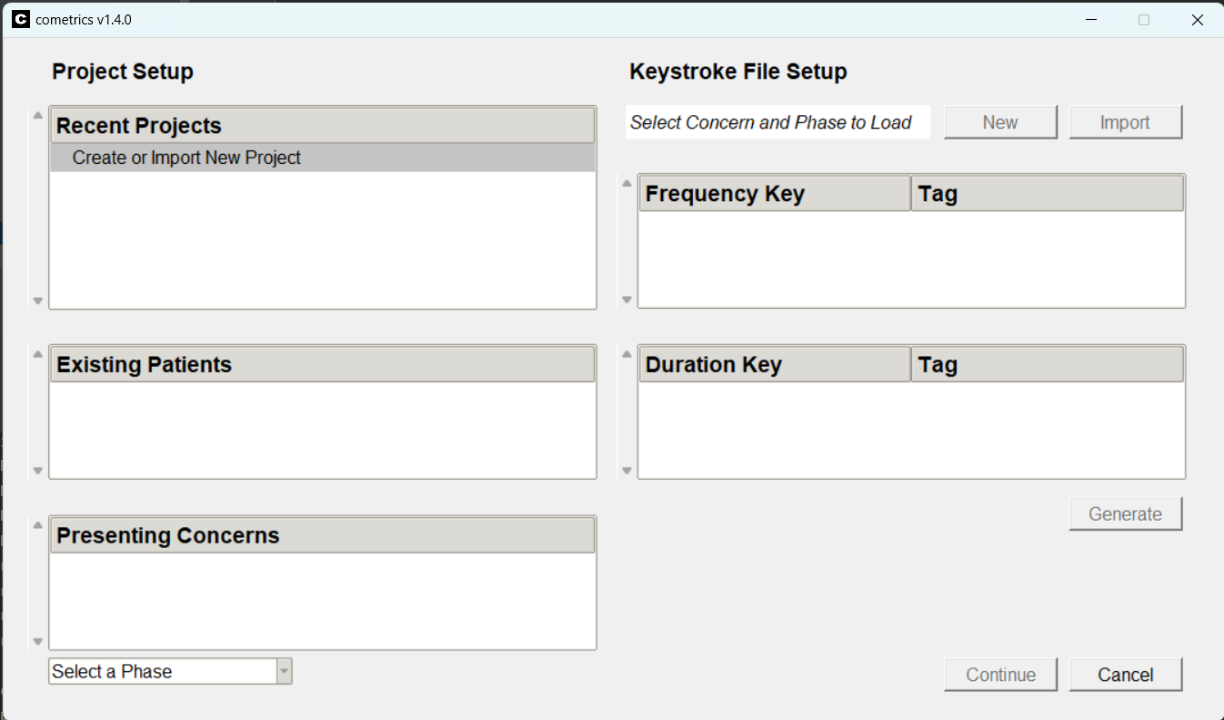 C cometrics v1.4.0
Project Setup
Recent Projects
Create or Import New Project
Existing Patients
Presenting Concerns
Select a Phase
Keystroke File Setup
Select Concern and Phase to Load
New
Import
Frequency Key
Tag
Duration Key
Tag
Generate
Continue
Cancel